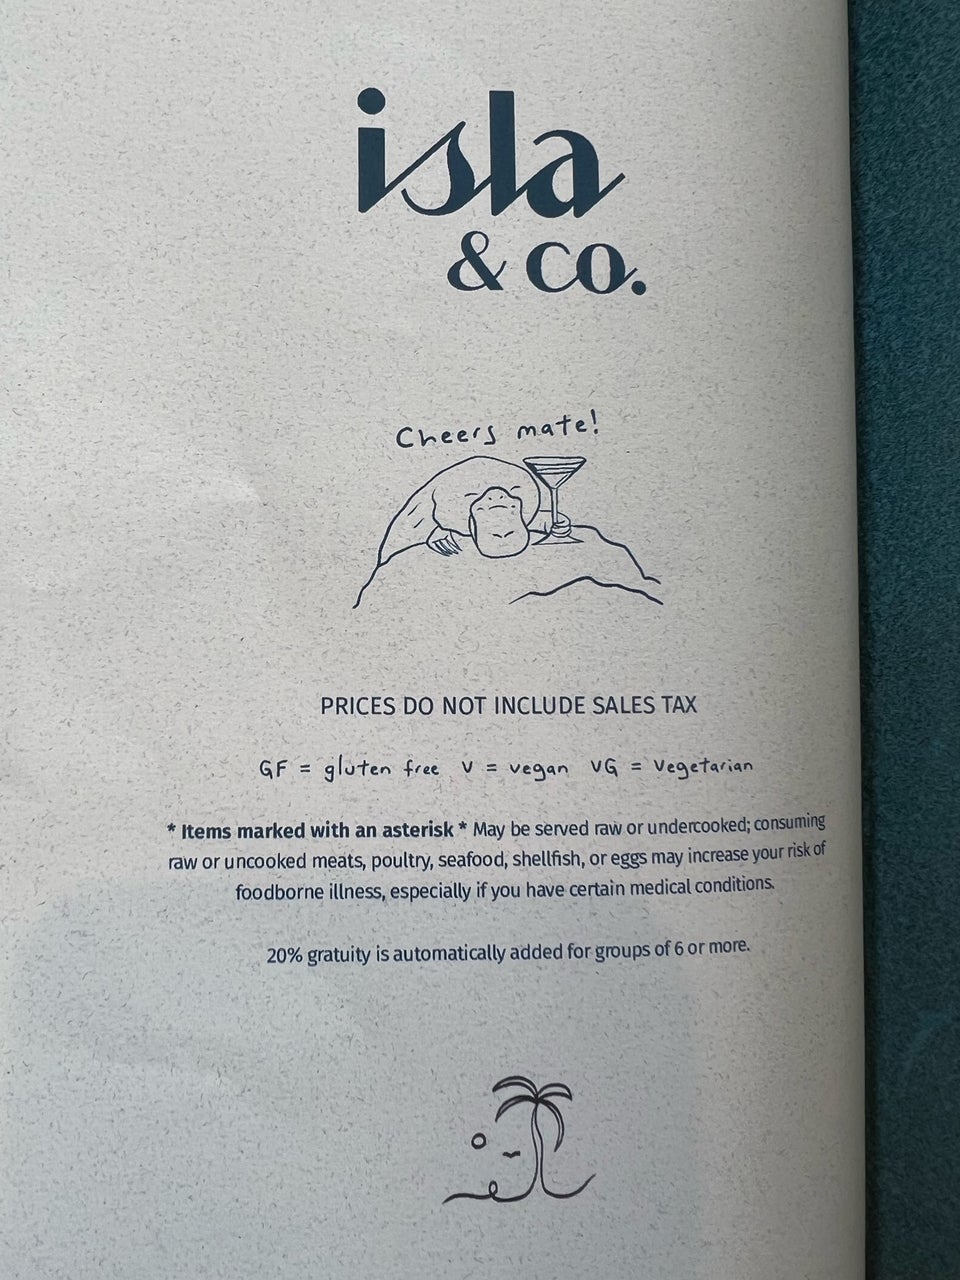 isla
& co.
Cheers mate!
PRICES DO NOT INCLUDE SALES TAX
GF = gluten free V = vegan VG = Vegetarian
* Items marked with an asterisk * May be served raw or undercooked; consuming
raw or uncooked meats, poultry, seafood, shellfish, or eggs may increase your risk of
foodborne illness, especially if you have certain medical conditions.
20% gratuity is automatically added for groups of 6 or more.